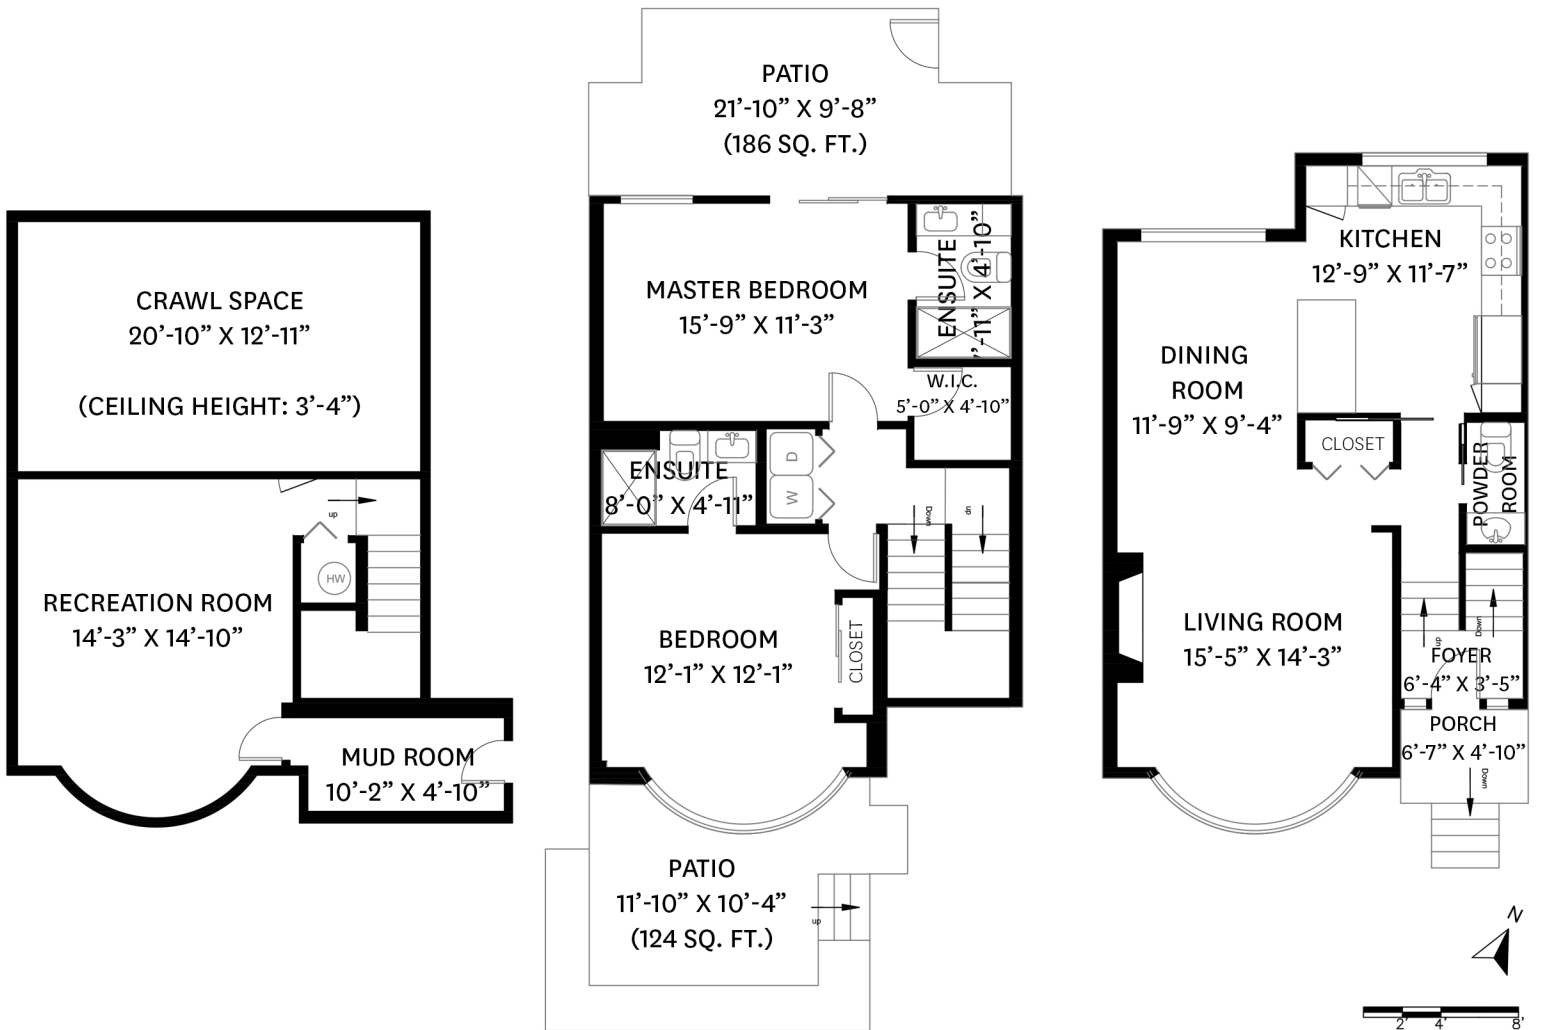 CRAWL SPACE
20'-10" X 12'-11"
(CEILING HEIGHT: 3'-4")
up
HW
RECREATION ROOM
14'-3" X 14'-10"
MUD ROOM
10'-2" X 4'-10"
PATIO
21'-10" X 9'-8"
(186 SQ. FT.)
MASTER BEDROOM
15'-9" X 11'-3"
ENSUITE
'-11" X 4'-10"
W.I.C.
5'-0" X 4'-10"
ENSUITE
8'-0" X 4'-11"
D
W
Down
up
BEDROOM
12'-1" X 12'-1"
CLOSET
PATIO
11'-10" X 10'-4"
(124 SQ. FT.)
up
KITCHEN
12'-9" X 11'-7"
DINING
ROOM
11'-9" X 9'-4"
CLOSET
POWDER
ROOM
LIVING ROOM
15'-5" X 14'-3"
up
Down
FOYER
6'-4" X 3'-5"
PORCH
6'-7" X 4'-10"
Down
N
2' 4' 8'